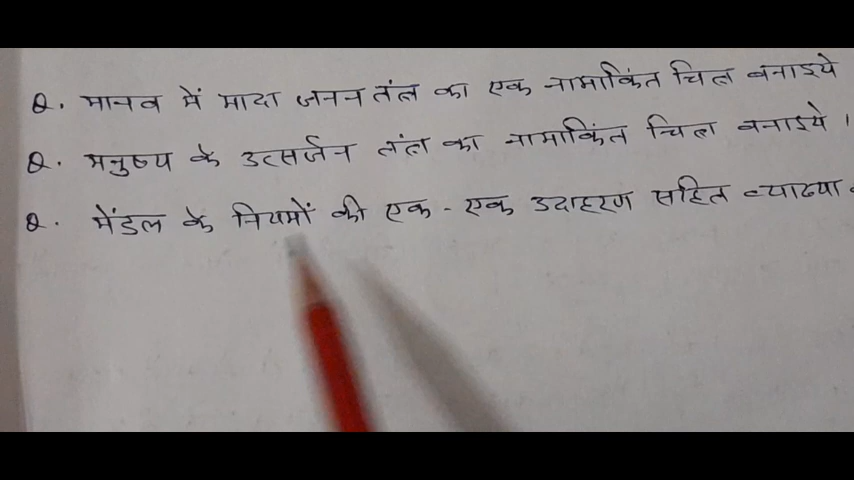 Q. मानव में मादा जनन तंत्र का एक नामाकिंत चित्र बनाइये
Q. मनुष्य के उत्सर्जन तंत्र का नामाकिंत चित्र बनाइये।
Q. मेंडल के नियमों की एक - एक उदाहरण सहित व्याख्या